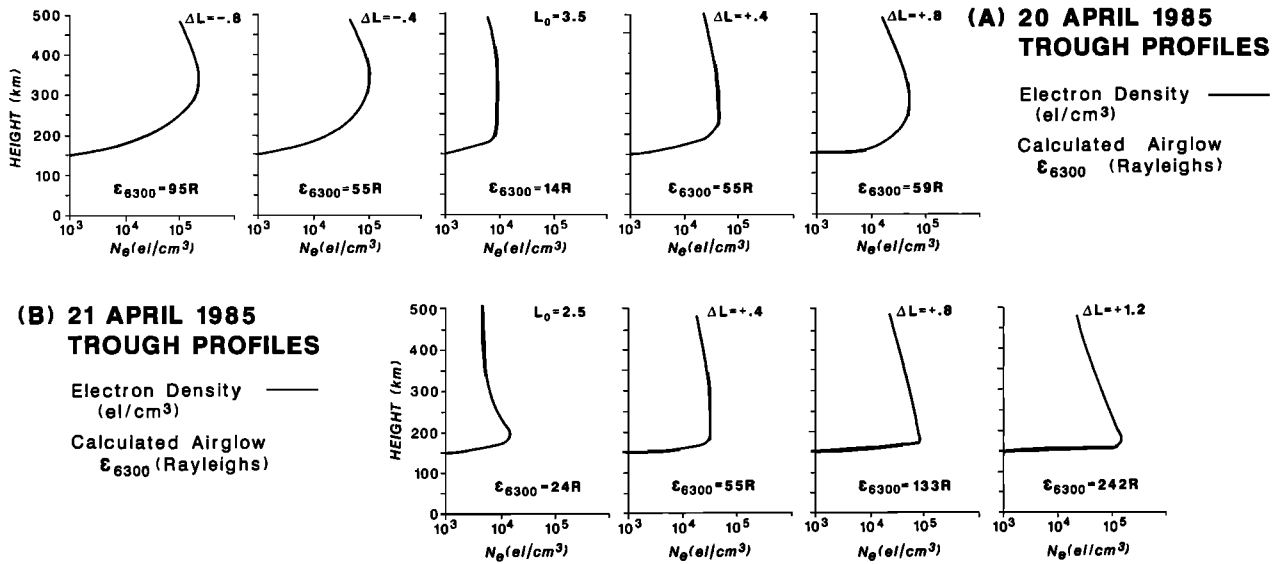 (A) 20 APRIL 1985
TROUGH PROFILES
Electron Density
(el/cm³)
Calculated Airglow
ε6300 (Rayleighs)
HEIGHT (km)
500
400
300
200
100
0
ΔL=-.8
ε6300=95R
10³ 10⁴ 10⁵
Ne(el/cm³)
ΔL=-.4
ε6300=55R
10³ 10⁴ 10⁵
Ne(el/cm³)
L0=3.5
ε6300=14R
10³ 10⁴ 10⁵
Ne(el/cm³)
ΔL=+.4
ε6300=55R
10³ 10⁴ 10⁵
Ne(el/cm³)
ΔL=+.8
ε6300=59R
10³ 10⁴ 10⁵
Ne(el/cm³)
(B) 21 APRIL 1985
TROUGH PROFILES
Electron Density
(el/cm³)
Calculated Airglow
ε6300 (Rayleighs)
HEIGHT (km)
500
400
300
200
100
0
L0=2.5
ε6300=24R
10³ 10⁴ 10⁵
Ne(el/cm³)
ΔL=+.4
ε6300=55R
10³ 10⁴ 10⁵
Ne(el/cm³)
ΔL=+.8
ε6300=133R
10³ 10⁴ 10⁵
Ne(el/cm³)
ΔL=+1.2
ε6300=242R
10³ 10⁴ 10⁵
Ne(el/cm³)